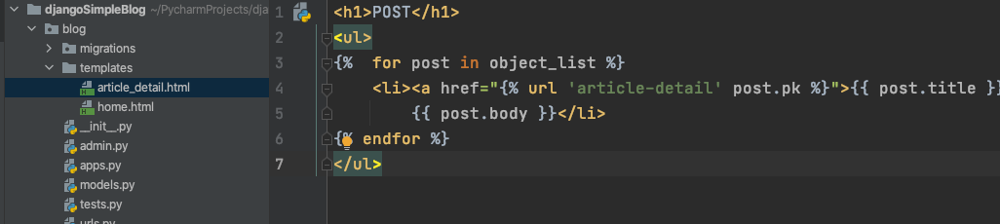 djangoSimpleBlog ~/PycharmProjects/dja
blog
migrations
templates
article_detail.html
home.html
__init__.py
admin.py
apps.py
models.py
tests.py
urls.py
1 <h1>POST</h1>
2 <ul>
3 {%  for post in object_list %}
4     <li><a href="{% url 'article-detail' post.pk %}">{{ post.title }}
5         {{ post.body }}</li>
6 {% endfor %}
7 </ul>